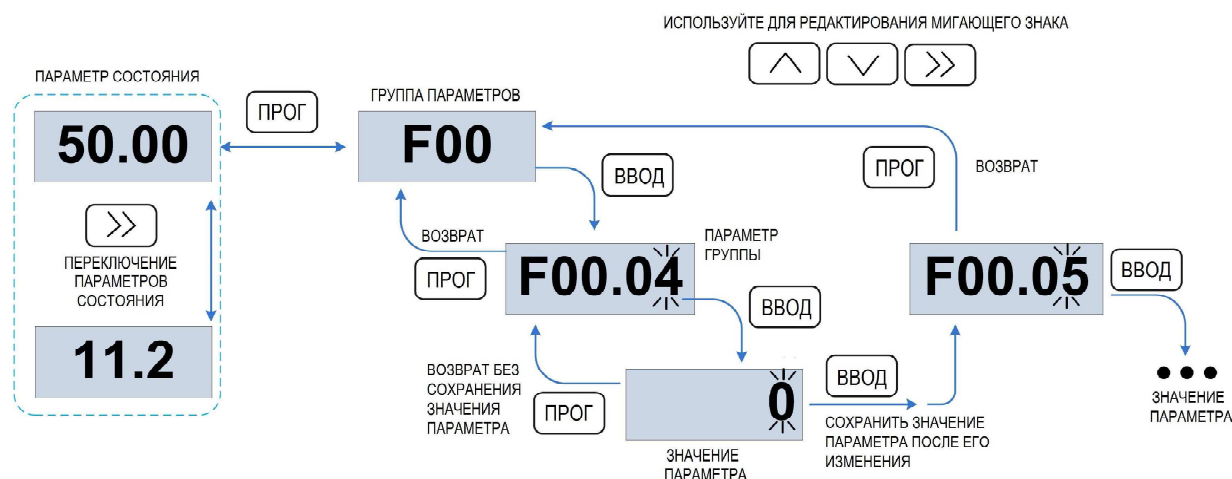 ИСПОЛЬЗУЙТЕ ДЛЯ РЕДАКТИРОВАНИЯ МИГАЮЩЕГО ЗНАКА
ПАРАМЕТР СОСТОЯНИЯ
50.00
ПРОГ
ГРУППА ПАРАМЕТРОВ
F00
ВВОД
ПРОГ
ВОЗВРАТ
ПЕРЕКЛЮЧЕНИЕ
ПАРАМЕТРОВ
СОСТОЯНИЯ
11.2
ВОЗВРАТ
ПРОГ
F00.04
ПАРАМЕТР
ГРУППЫ
ВВОД
F00.05
ВВОД
ВОЗВРАТ БЕЗ
СОХРАНЕНИЯ
ЗНАЧЕНИЯ
ПАРАМЕТРА
ПРОГ
0
ЗНАЧЕНИЕ
ПАРАМЕТРА
ВВОД
СОХРАНИТЬ ЗНАЧЕНИЕ
ПАРАМЕТРА ПОСЛЕ ЕГО
ИЗМЕНЕНИЯ
ЗНАЧЕНИЕ
ПАРАМЕТРА